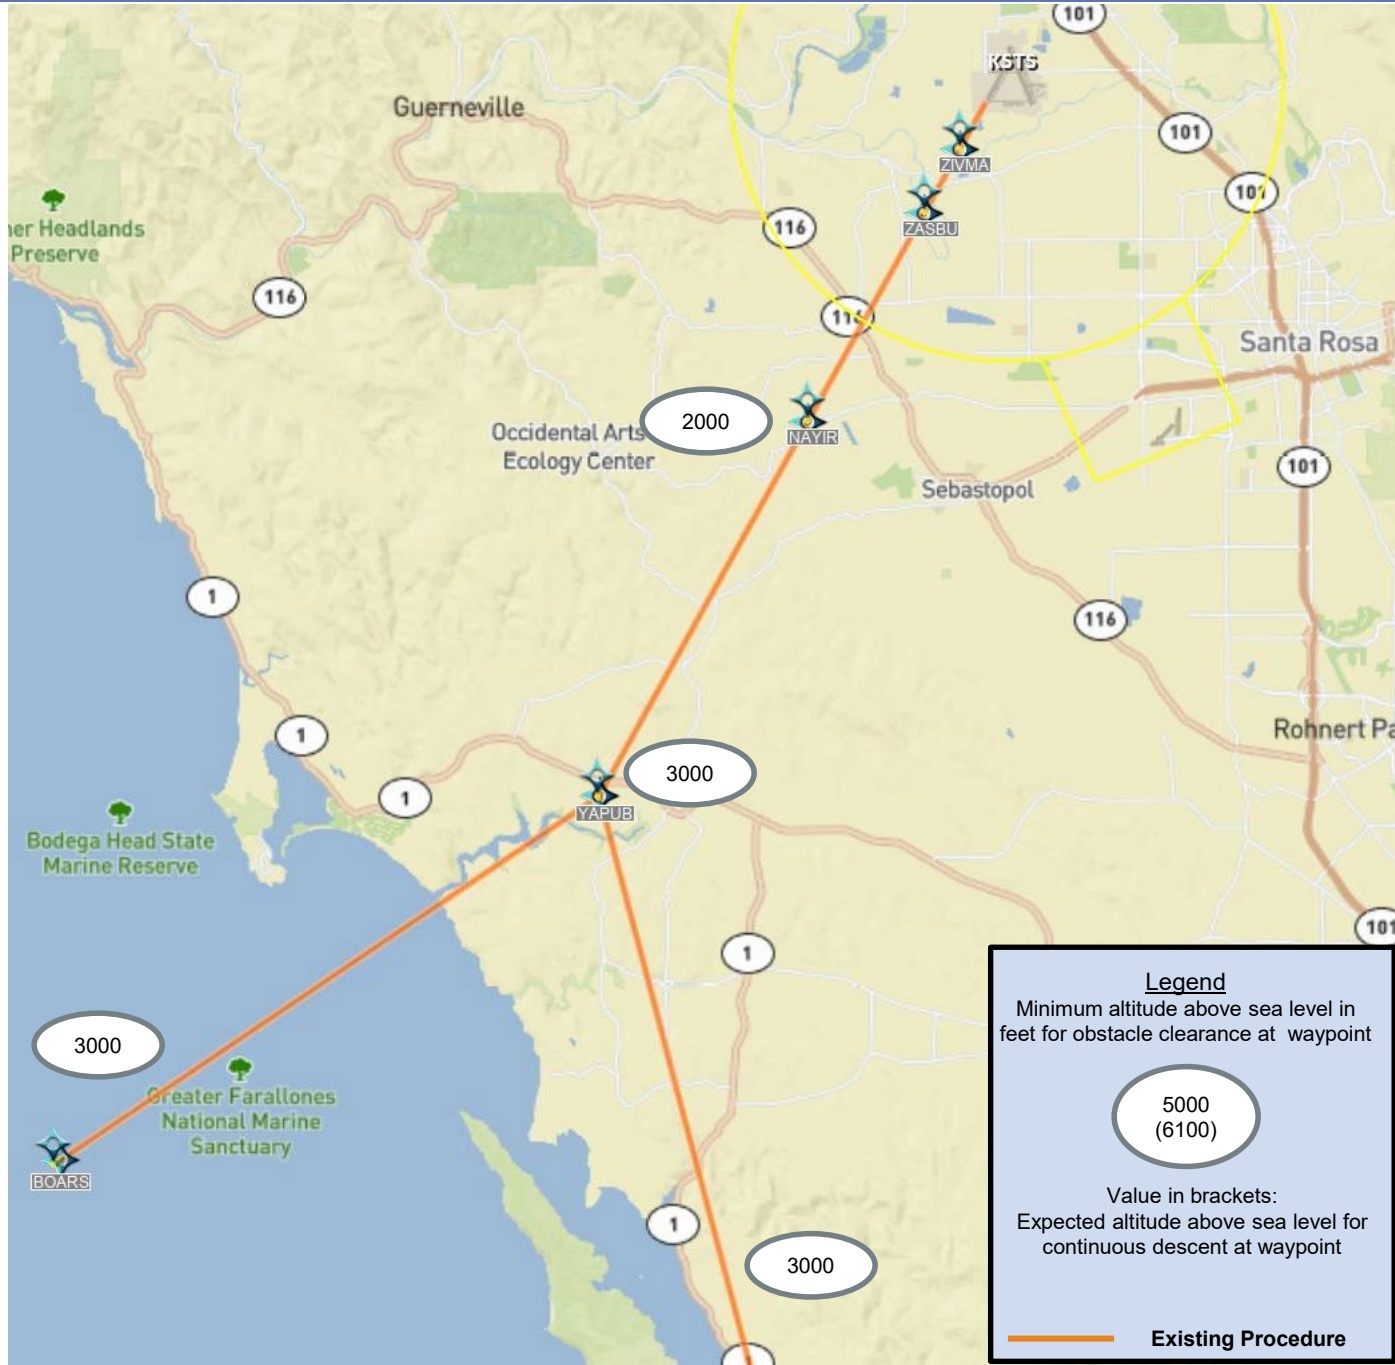 101
KSTS
Guerneville
101
ZIVMA
101
116
ZASBU
ner Headlands
Preserve
116
116
Santa Rosa
2000
NAYIR
Occidental Arts
Ecology Center
101
Sebastopol
1
116
1
Rohnert Pa
3000
1
YAPUB
Bodega Head State
Marine Reserve
101
1
3000
Greater Farallones
National Marine
Sanctuary
BOARS
1
3000
1
Legend
Minimum altitude above sea level in
feet for obstacle clearance at waypoint
5000
(6100)
Value in brackets:
Expected altitude above sea level for
continuous descent at waypoint
Existing Procedure